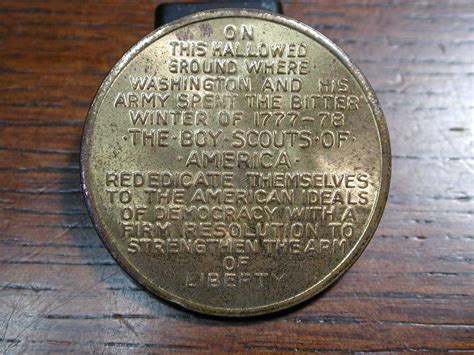 ON
THIS HALLOWED
GROUND WHERE
WASHINGTON AND HIS
ARMY SPENT THE BITTER
WINTER OF 1777-78
·THE·BOY·SCOUTS·OF·
·AMERICA·
REDEDICATE THEMSELVES
TO THE AMERICAN IDEALS
OF DEMOCRACY WITH A
FIRM RESOLUTION TO
STRENGTHEN THE ARM
OF
LIBERTY